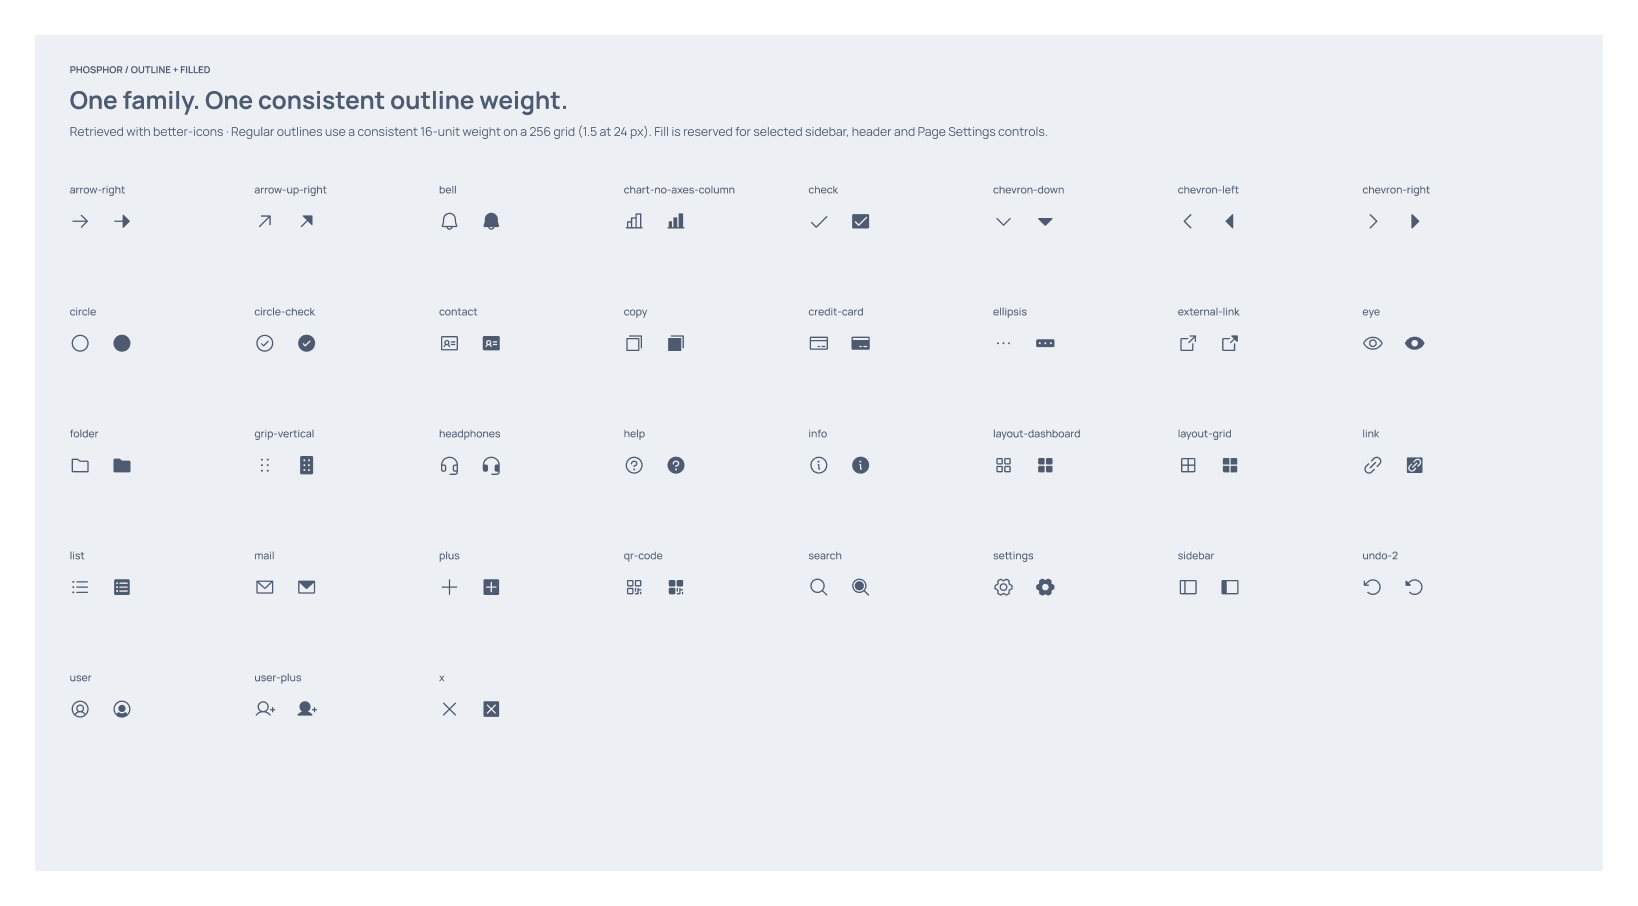 PHOSPHOR / OUTLINE + FILLED
One family. One consistent outline weight.
Retrieved with better-icons · Regular outlines use a consistent 16-unit weight on a 256 grid (1.5 at 24 px). Fill is reserved for selected sidebar, header and Page Settings controls.
arrow-right arrow-up-right bell chart-no-axes-column check chevron-down chevron-left chevron-right
circle circle-check contact copy credit-card ellipsis external-link eye
folder grip-vertical headphones help info layout-dashboard layout-grid link
list mail plus qr-code search settings sidebar undo-2
user user-plus x